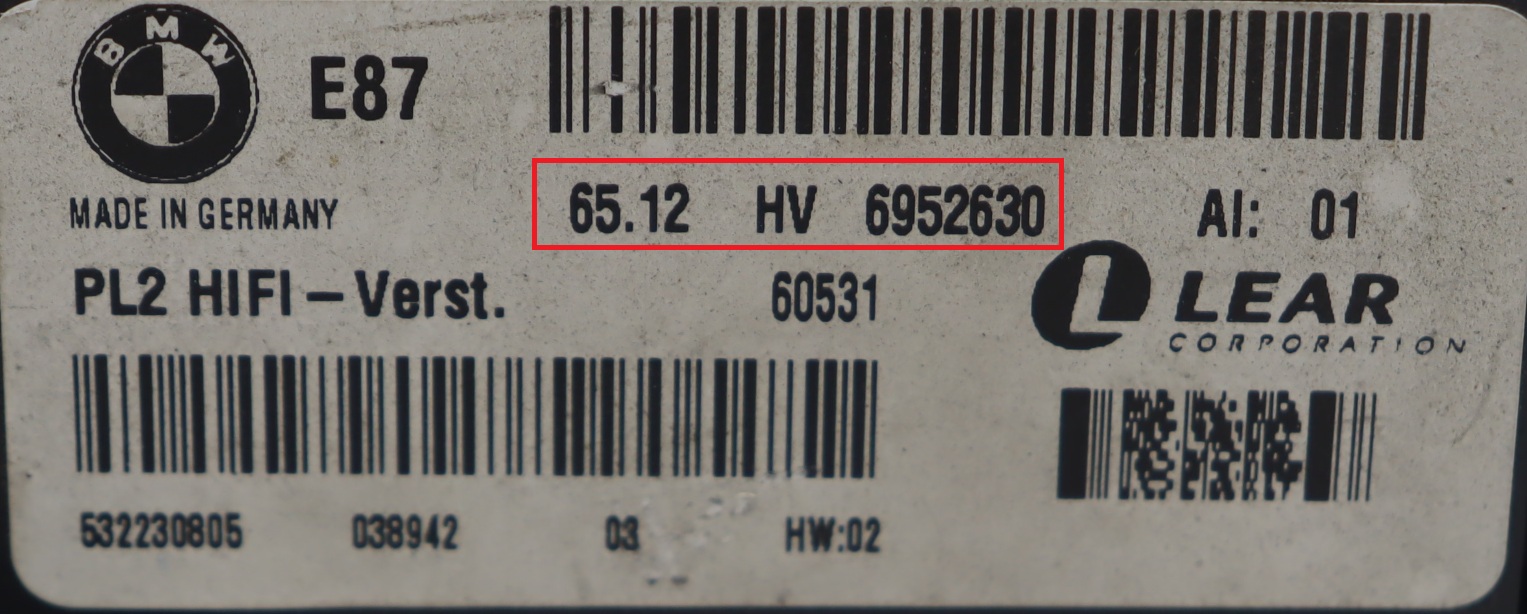 BMW
E87
65.12 HV 6952630 AI: 01
MADE IN GERMANY
PL2 HIFI – Verst. 60531
LEAR
CORPORATION
532230805 038942 03 HW:02